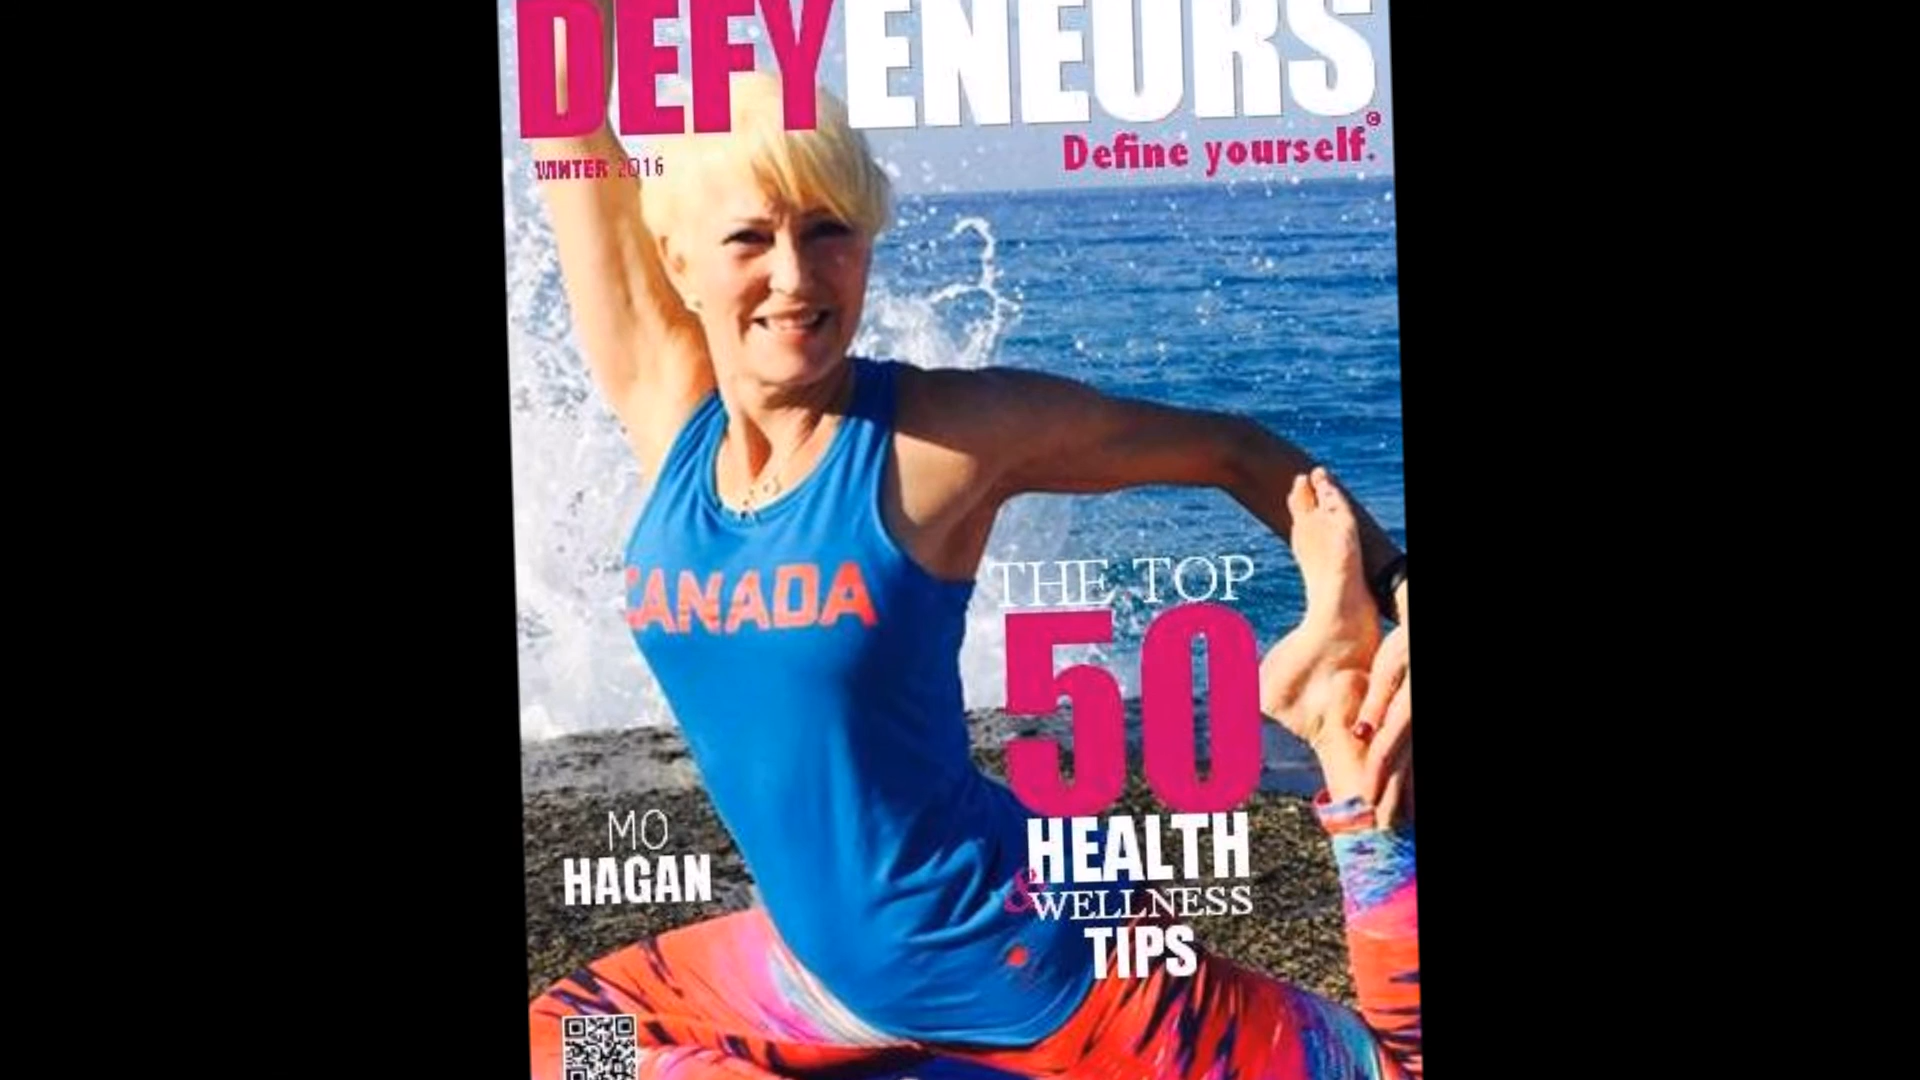 DEFYENEURS
©
Define yourself.
WINTER 2016
CANADA
THE TOP
50
HEALTH
& WELLNESS
TIPS
MO
HAGAN